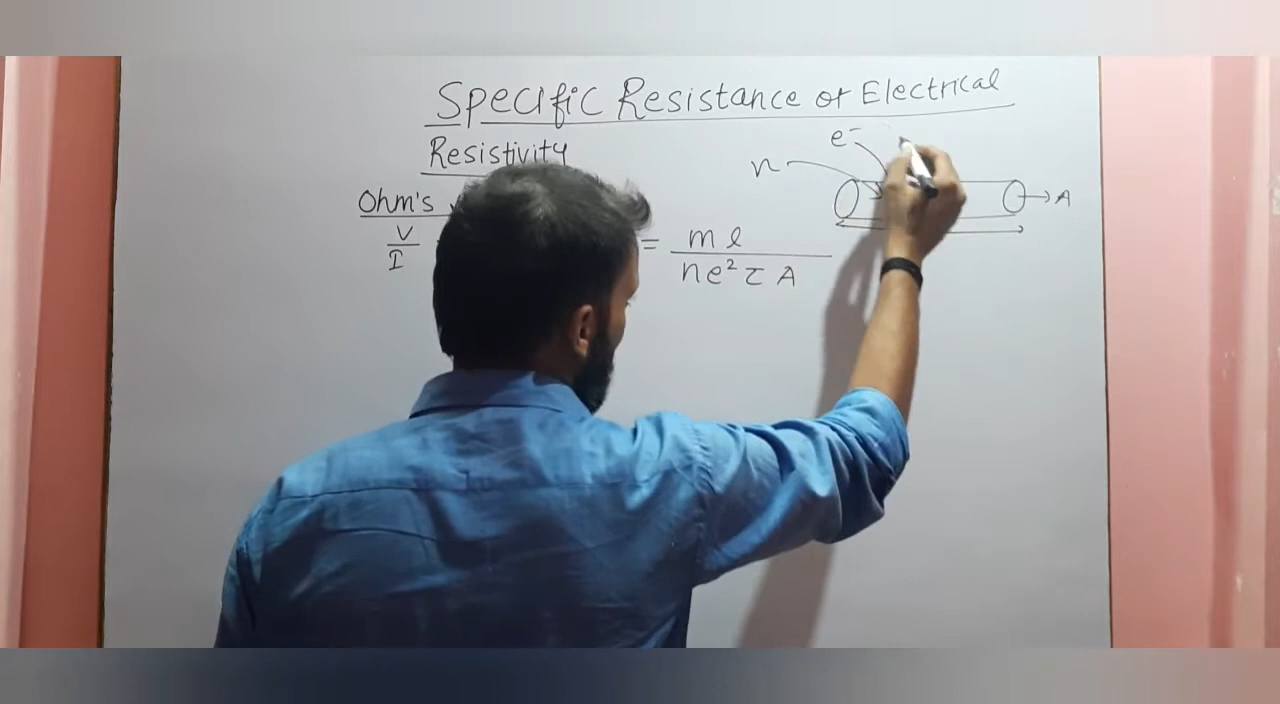 Specific Resistance or Electrical
Resistivity
Ohm's
V/I = ml/ne²τA
n
e⁻
A